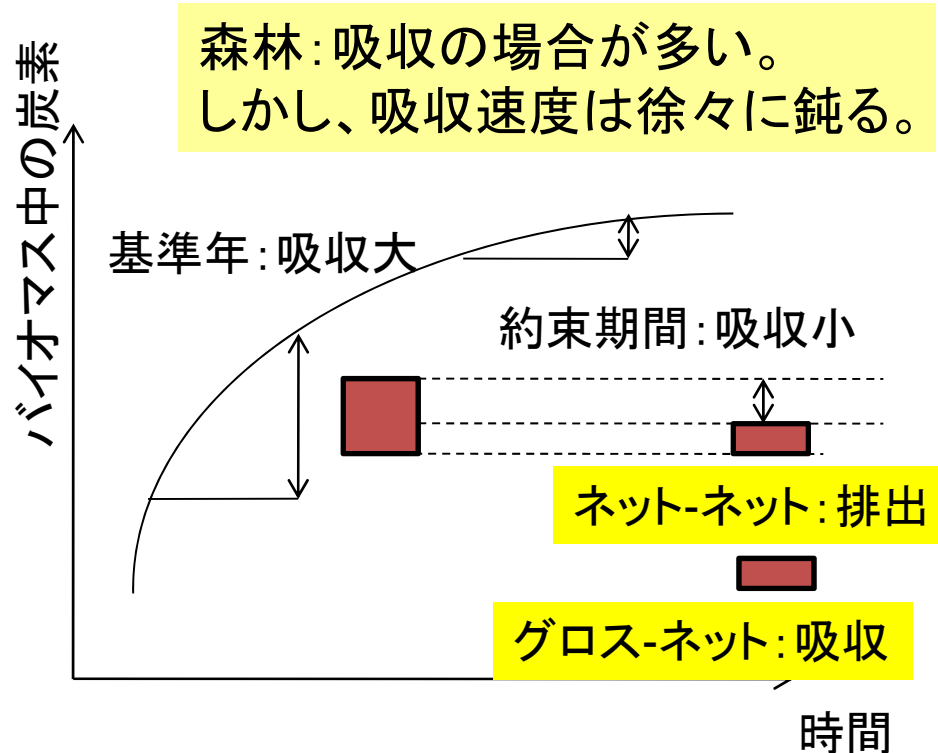 森林:吸収の場合が多い。
しかし、吸収速度は徐々に鈍る。
バイオマス中の炭素
基準年:吸収大
約束期間:吸収小
ネット-ネット:排出
グロス-ネット:吸収
時間